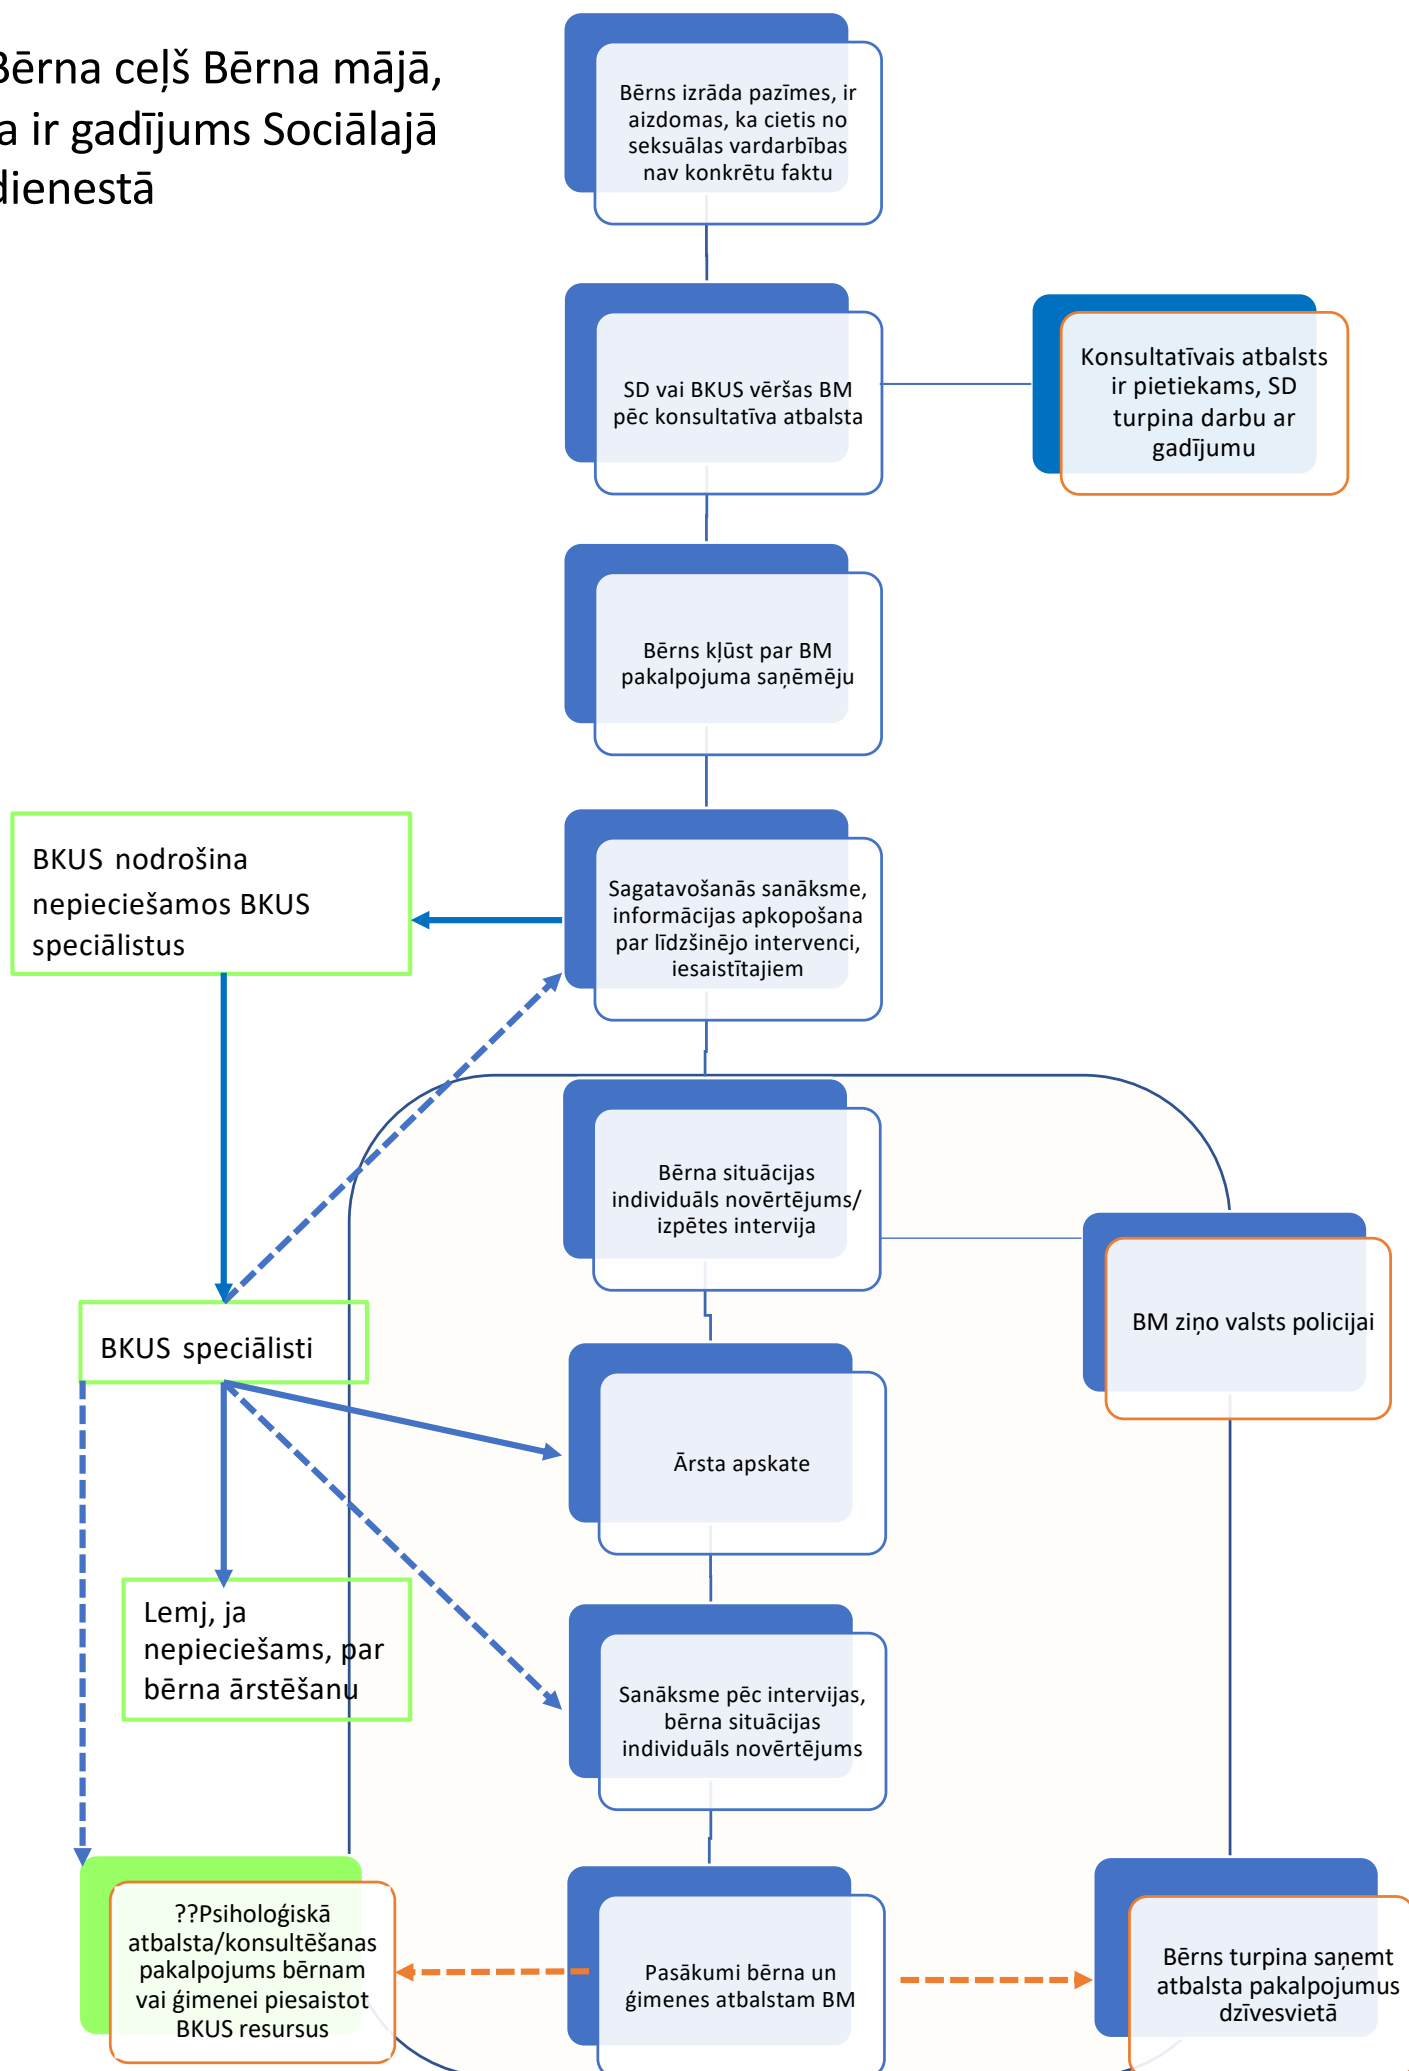 Bērna ceļš Bērna mājā,
a ir gadījums Sociālajā
dienestā
Bērns izrāda pazīmes, ir
aizdomas, ka cietis no
seksuālas vardarbības
nav konkrētu faktu
SD vai BKUS vēršas BM
pēc konsultatīva atbalsta
Konsultatīvais atbalsts
ir pietiekams, SD
turpina darbu ar
gadījumu
Bērns kļūst par BM
pakalpojuma saņēmēju
BKUS nodrošina
nepieciešamos BKUS
speciālistus
Sagatavošanās sanāksme,
informācijas apkopošana
par līdzšinējo intervenci,
iesaistītajiem
Bērna situācijas
individuāls novērtējums/
izpētes intervija
BM ziņo valsts policijai
BKUS speciālisti
Ārsta apskate
Lemj, ja
nepieciešams, par
bērna ārstēšanu
Sanāksme pēc intervijas,
bērna situācijas
individuāls novērtējums
??Psiholoģiskā
atbalsta/konsultēšanas
pakalpojums bērnam
vai ģimenei piesaistot
BKUS resursus
Pasākumi bērna un
ģimenes atbalstam BM
Bērns turpina saņemt
atbalsta pakalpojumus
dzīvesvietā